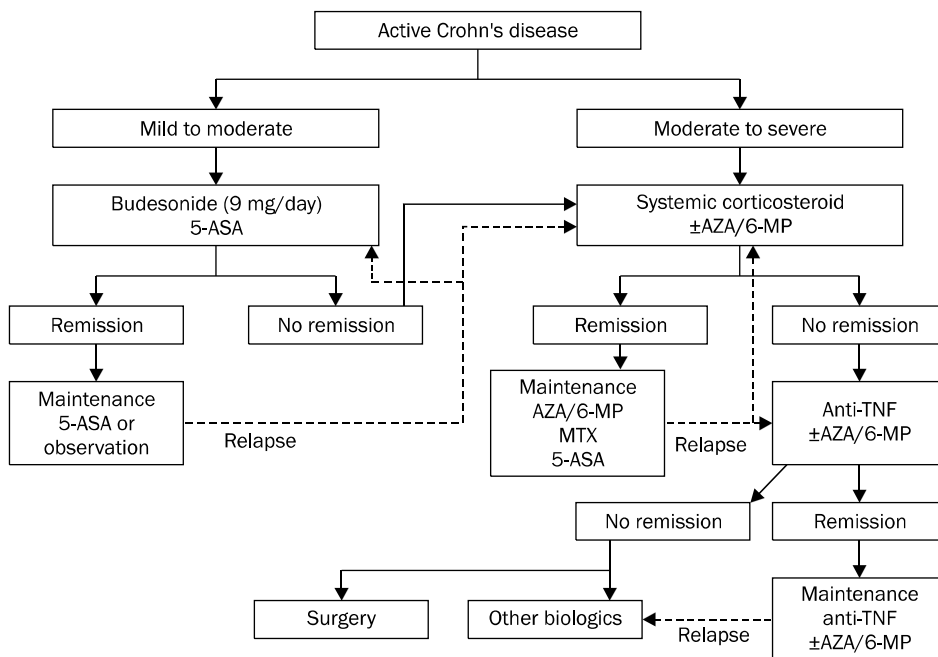 Active Crohn's disease
Mild to moderate
Moderate to severe
Budesonide (9 mg/day)
5-ASA
Systemic corticosteroid
±AZA/6-MP
Remission
No remission
Remission
No remission
Maintenance
5-ASA or
observation
Relapse
Maintenance
AZA/6-MP
MTX
5-ASA
Relapse
Anti-TNF
±AZA/6-MP
No remission
Remission
Surgery
Other biologics
Relapse
Maintenance
anti-TNF
±AZA/6-MP